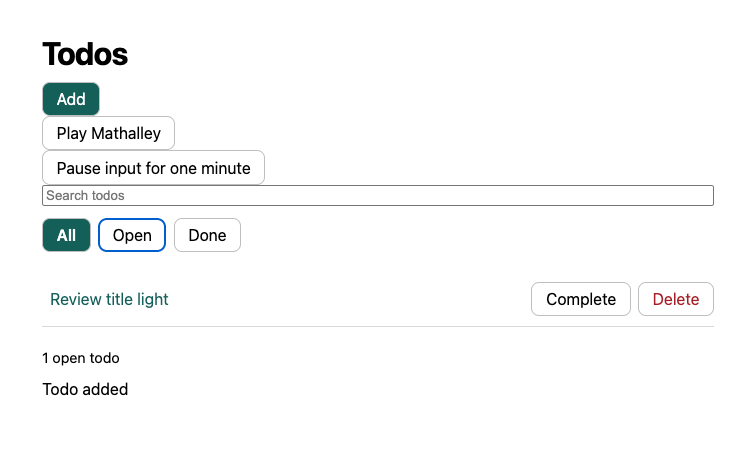 Todos
Add
Play Mathalley
Pause input for one minute
Search todos
All Open Done
Review title light Complete Delete
1 open todo
Todo added